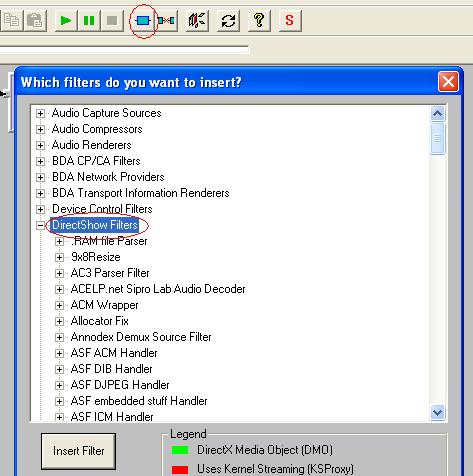 ?
S
Which filters do you want to insert?
Audio Capture Sources
Audio Compressors
Audio Renderers
BDA CP/CA Filters
BDA Network Providers
BDA Transport Information Renderers
Device Control Filters
DirectShow Filters
.RAM file Parser
9x8Resize
AC3 Parser Filter
ACELP.net Sipro Lab Audio Decoder
ACM Wrapper
Allocator Fix
Annodex Demux Source Filter
ASF ACM Handler
ASF DIB Handler
ASF DJPEG Handler
ASF embedded stuff Handler
ASF ICM Handler
Insert Filter
Legend
DirectX Media Object (DMO)
Uses Kernel Streaming (KSProxy)